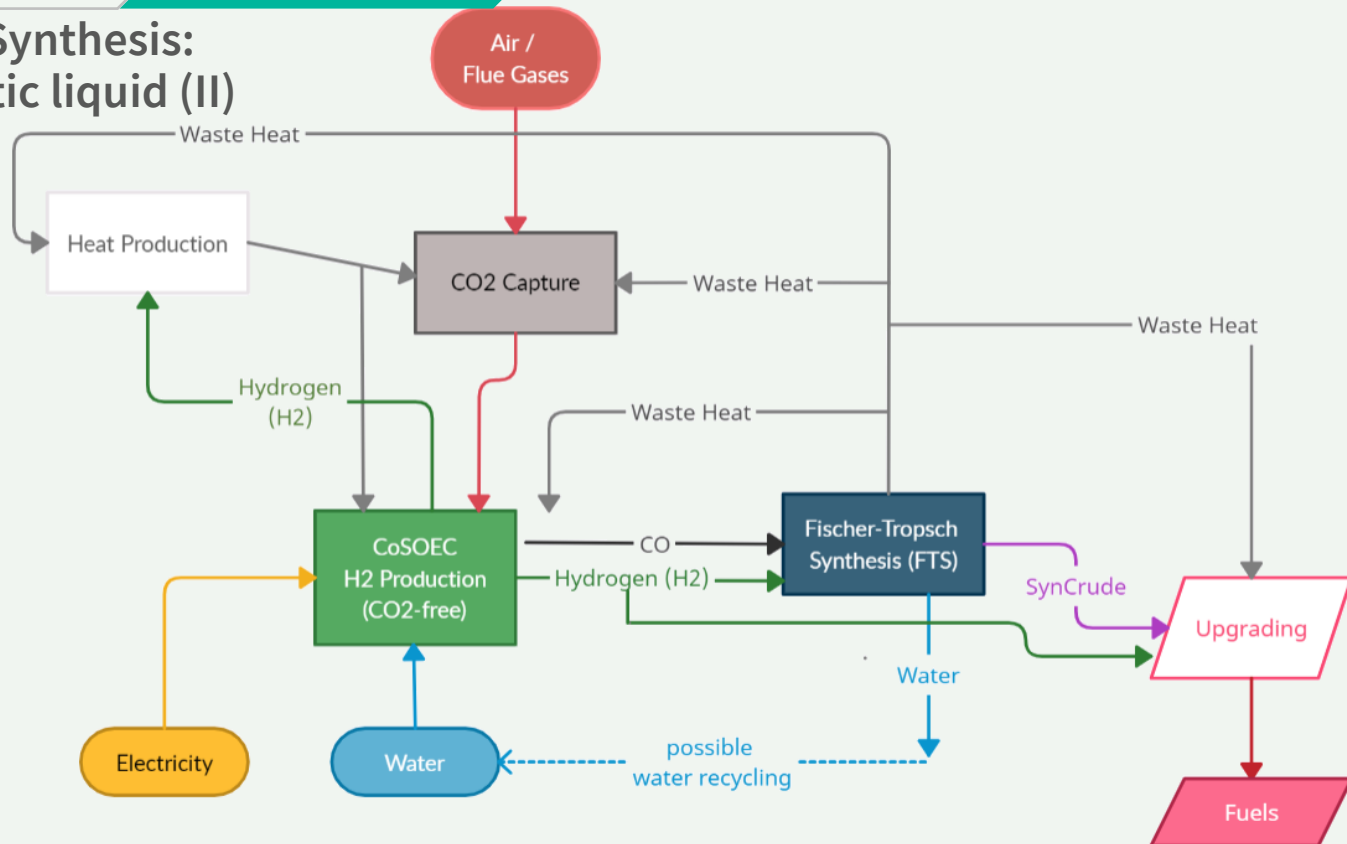 Synthesis:
tic liquid (II)
Air /
Flue Gases
Waste Heat
Heat Production
CO2 Capture
Waste Heat
Waste Heat
Hydrogen
(H2)
Waste Heat
CoSOEC
H2 Production
(CO2-free)
CO
Hydrogen (H2)
Fischer-Tropsch
Synthesis (FTS)
SynCrude
Upgrading
Water
Electricity
Water
possible
water recycling
Fuels